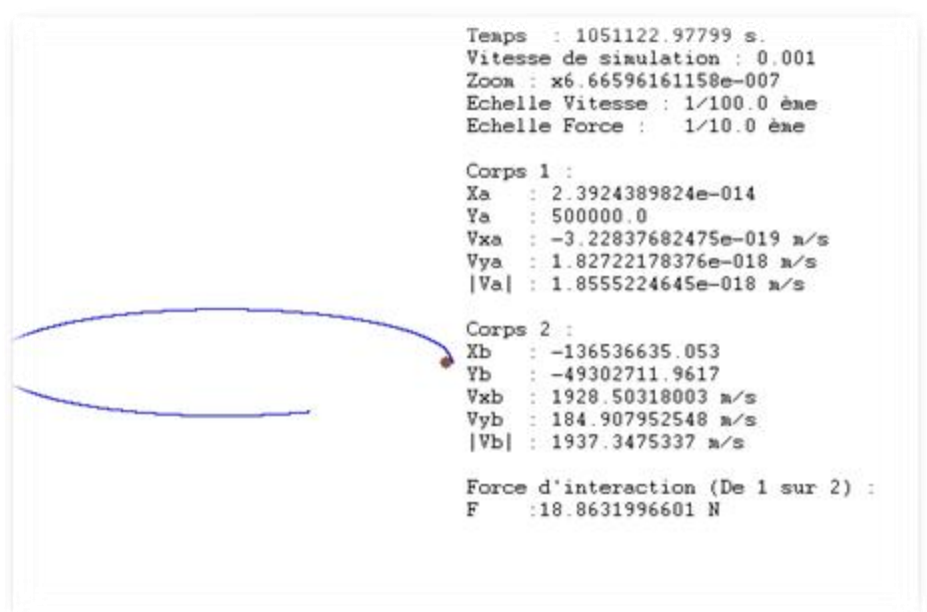 Temps : 1051122.97799 s.
Vitesse de simulation : 0.001
Zoom : x6.66596161158e-007
Echelle Vitesse : 1/100.0 ème
Echelle Force : 1/10.0 ème
Corps 1 :
Xa : 2.3924389824e-014
Ya : 500000.0
Vxa : -3.22837682475e-019 m/s
Vya : 1.82722178376e-018 m/s
|Va| : 1.8555224645e-018 m/s
Corps 2 :
Xb : -136536635.053
Yb : -49302711.9617
Vxb : 1928.50318003 m/s
Vyb : 184.907952548 m/s
|Vb| : 1937.3475337 m/s
Force d'interaction (De 1 sur 2) :
F :18.8631996601 N